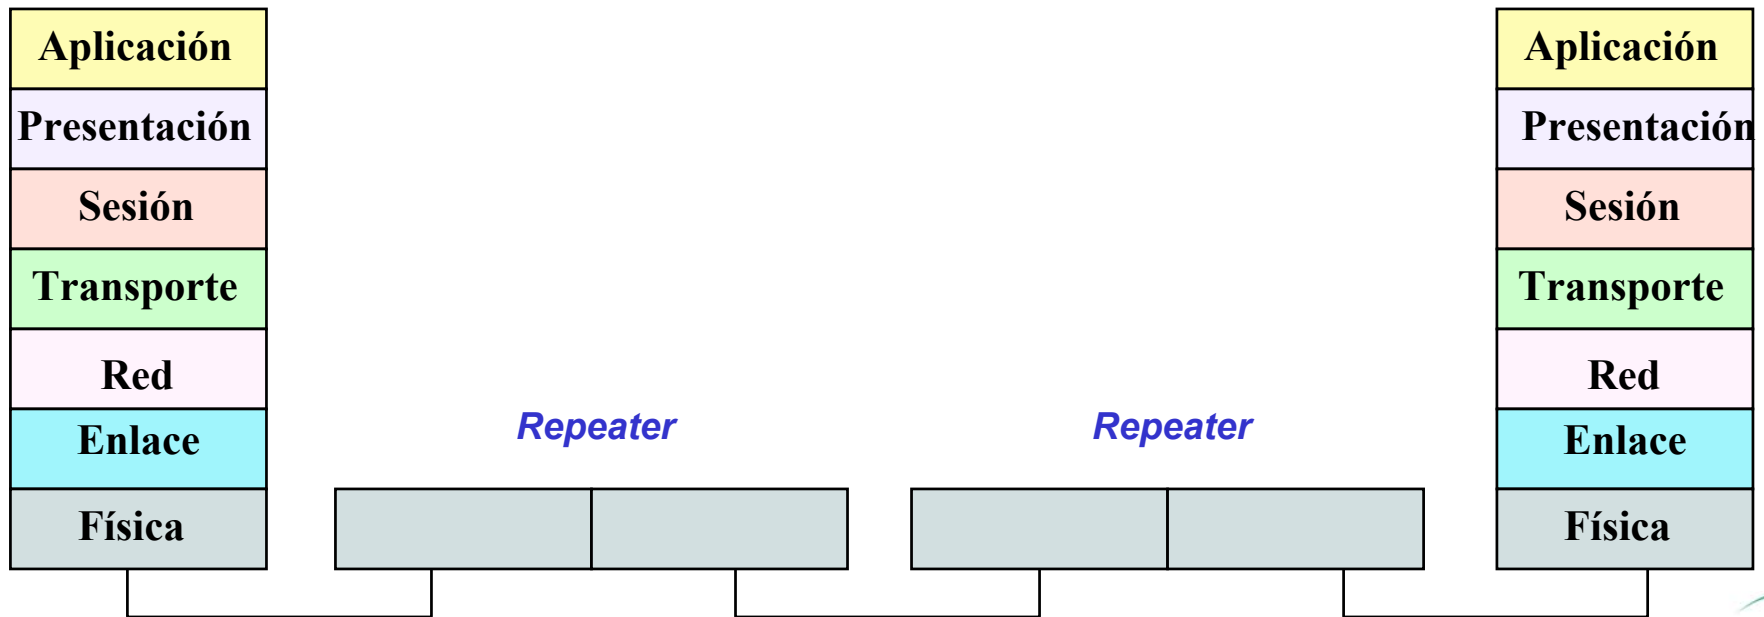 Aplicación
Presentación
Sesión
Transporte
Red
Enlace
Física
Repeater
Repeater
Aplicación
Presentación
Sesión
Transporte
Red
Enlace
Física